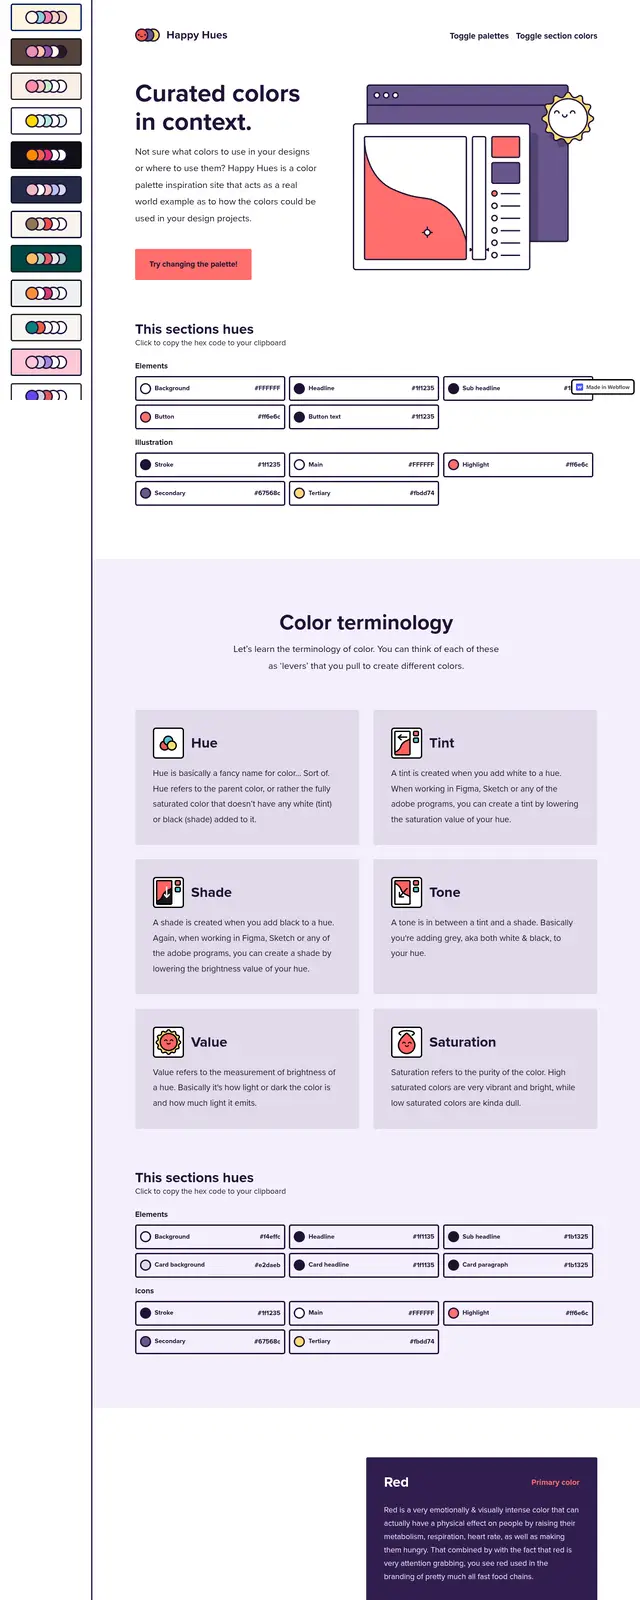 Happy Hues
Toggle palettes Toggle section colors
Curated colors
in context.
Not sure what colors to use in your designs
or where to use them? Happy Hues is a color
palette inspiration site that acts as a real
world example as to how the colors could be
used in your design projects.
Try changing the palette!
This sections hues
Click to copy the hex code to your clipboard
Elements
Background #FFFFFF
Headline #1f1235
Sub headline
Made in Webflow
Button #ff6e6c
Button text #1f1235
Illustration
Stroke #1f1235
Main #FFFFFF
Highlight #ff6e6c
Secondary #67568c
Tertiary #fbdd74
Color terminology
Let's learn the terminology of color. You can think of each of these
as ‘levers’ that you pull to create different colors.
Hue
Hue is basically a fancy name for color... Sort of.
Hue refers to the parent color, or rather the fully
saturated color that doesn’t have any white (tint)
or black (shade) added to it.
Tint
A tint is created when you add white to a hue.
When working in Figma, Sketch or any of the
adobe programs, you can create a tint by lowering
the saturation value of your hue.
Shade
A shade is created when you add black to a hue.
Again, when working in Figma, Sketch or any of
the adobe programs, you can create a shade by
lowering the brightness value of your hue.
Tone
A tone is in between a tint and a shade. Basically
you're adding grey, aka both white & black, to
your hue.
Value
Value refers to the measurement of brightness of
a hue. Basically it's how light or dark the color is
and how much light it emits.
Saturation
Saturation refers to the purity of the color. High
saturated colors are very vibrant and bright, while
low saturated colors are kinda dull.
This sections hues
Click to copy the hex code to your clipboard
Elements
Background #f4effc
Headline #1f1135
Sub headline #1b1325
Card background #e2daeb
Card headline #1f1135
Card paragraph #1b1325
Icons
Stroke #1f1235
Main #FFFFFF
Highlight #ff6e6c
Secondary #67568c
Tertiary #fbdd74
Red
Primary color
Red is a very emotionally & visually intense color that can
actually have a physical effect on people by raising their
metabolism, respiration, heart rate, as well as making
them hungry. That combined by with the fact that red is
very attention grabbing, you see red used in the
branding of pretty much all fast food chains.